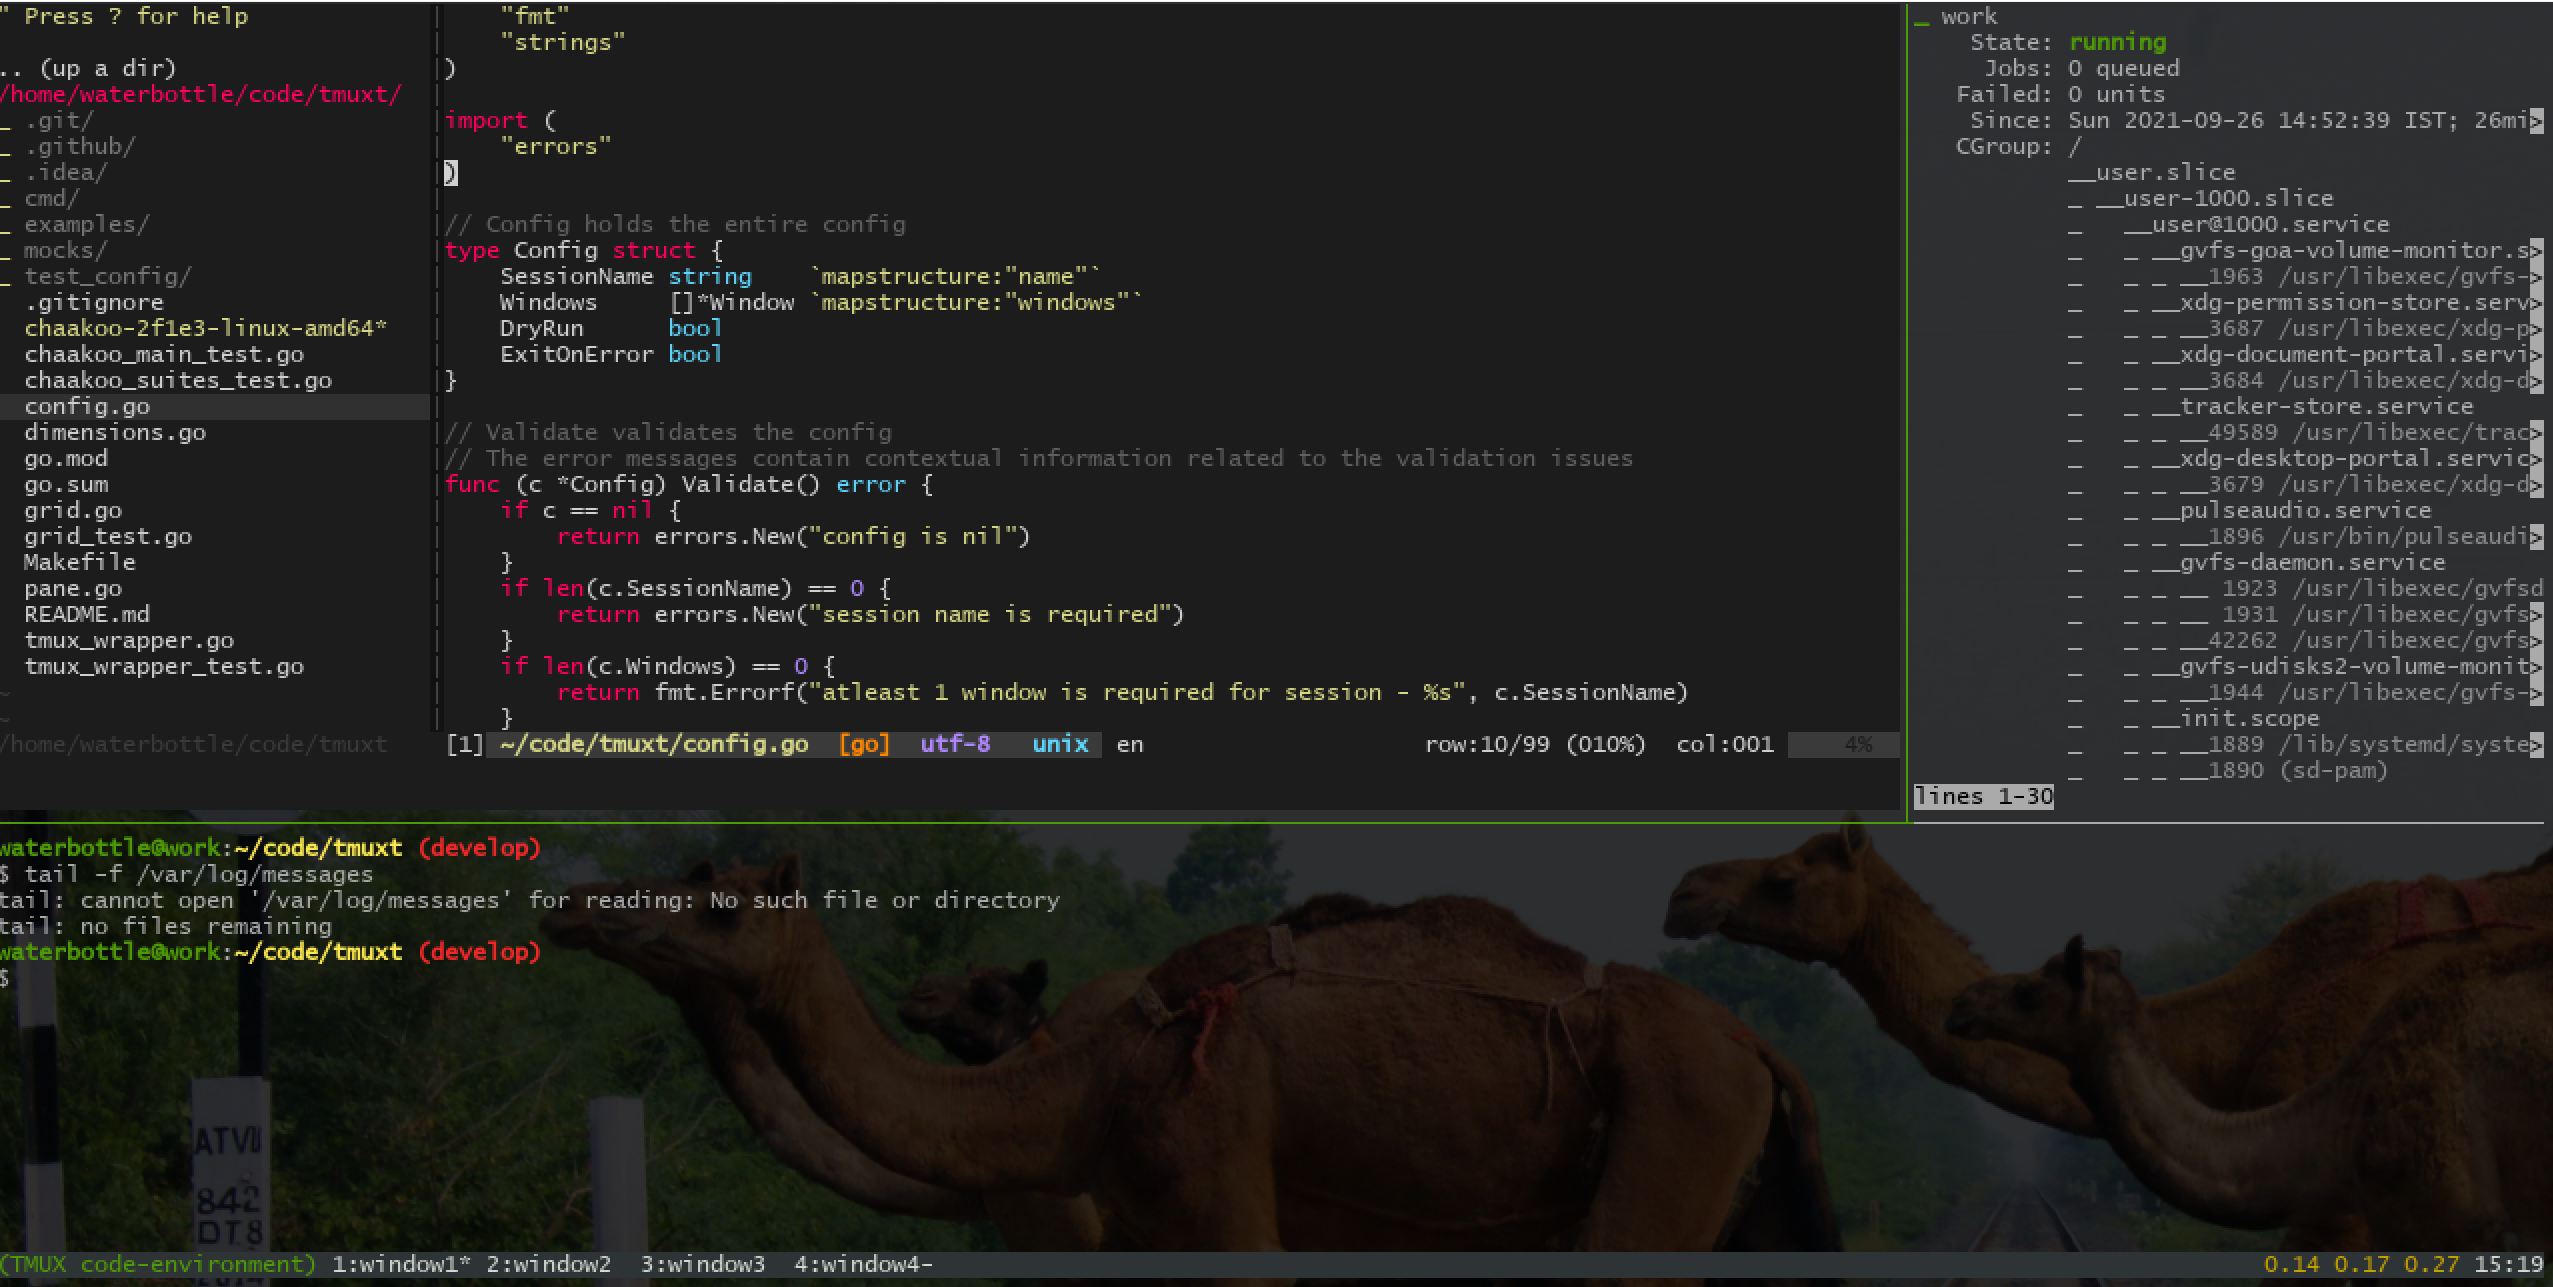 " Press ? for help
.. (up a dir)
/home/waterbottle/code/tmuxt/
_ .git/
_ .github/
_ .idea/
_ cmd/
_ examples/
_ mocks/
_ test_config/
.gitignore
chaakoo-2f1e3-linux-amd64*
chaakoo_main_test.go
chaakoo_suites_test.go
config.go
dimensions.go
go.mod
go.sum
grid.go
grid_test.go
Makefile
pane.go
README.md
tmux_wrapper.go
tmux_wrapper_test.go
~
~
/home/waterbottle/code/tmuxt
"fmt"
"strings"
)
import (
"errors"
)
// Config holds the entire config
type Config struct {
SessionName string `mapstructure:"name"`
Windows []*Window `mapstructure:"windows"`
DryRun bool
ExitOnError bool
}
// Validate validates the config
// The error messages contain contextual information related to the validation issues
func (c *Config) Validate() error {
if c == nil {
return errors.New("config is nil")
}
if len(c.SessionName) == 0 {
return errors.New("session name is required")
}
if len(c.Windows) == 0 {
return fmt.Errorf("atleast 1 window is required for session - %s", c.SessionName)
}
[1] ~/code/tmuxt/config.go [go] utf-8 unix en row:10/99 (010%) col:001 4%
_ work
State: running
Jobs: 0 queued
Failed: 0 units
Since: Sun 2021-09-26 14:52:39 IST; 26mi>
CGroup: /
__user.slice
_ __user-1000.slice
_ __user@1000.service
_ _ __gvfs-goa-volume-monitor.s>
_ _ _ __1963 /usr/libexec/gvfs->
_ _ __xdg-permission-store.serv>
_ _ _ __3687 /usr/libexec/xdg-p>
_ _ __xdg-document-portal.servi>
_ _ _ __3684 /usr/libexec/xdg-d>
_ _ __tracker-store.service
_ _ _ __49589 /usr/libexec/trac>
_ _ __xdg-desktop-portal.servic>
_ _ _ __3679 /usr/libexec/xdg-d>
_ _ __pulseaudio.service
_ _ _ __1896 /usr/bin/pulseaudi>
_ _ __gvfs-daemon.service
_ _ _ __ 1923 /usr/libexec/gvfsd
_ _ _ __ 1931 /usr/libexec/gvfs>
_ _ _ __42262 /usr/libexec/gvfs>
_ _ __gvfs-udisks2-volume-monit>
_ _ _ __1944 /usr/libexec/gvfs->
_ _ __init.scope
_ _ _ __1889 /lib/systemd/syste>
_ _ _ __1890 (sd-pam)
lines 1-30
waterbottle@work:~/code/tmuxt (develop)
$ tail -f /var/log/messages
tail: cannot open '/var/log/messages' for reading: No such file or directory
tail: no files remaining
waterbottle@work:~/code/tmuxt (develop)
$
ATVU
842
DT8
(TMUX code-environment) 1:window1* 2:window2 3:window3 4:window4- 0.14 0.17 0.27 15:19